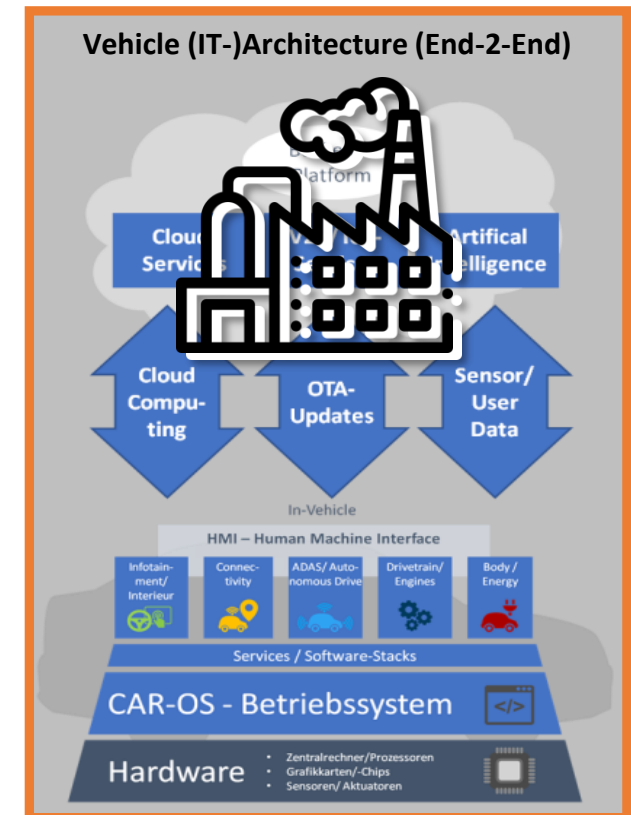 Vehicle (IT-)Architecture (End-2-End)
Platform
Cloud
Services
Artifical
Intelligence
Cloud
Compu-
ting
OTA-
Updates
Sensor/
User
Data
In-Vehicle
HMI – Human Machine Interface
Infotain-
ment/
Interieur
Connec-
tivity
ADAS/ Auto-
nomous Drive
Drivetrain/
Engines
Body /
Energy
Services / Software-Stacks
CAR-OS - Betriebssystem
</>
Hardware
• Zentralrechner/Prozessoren
• Grafikkarten/-Chips
• Sensoren/ Aktuatoren